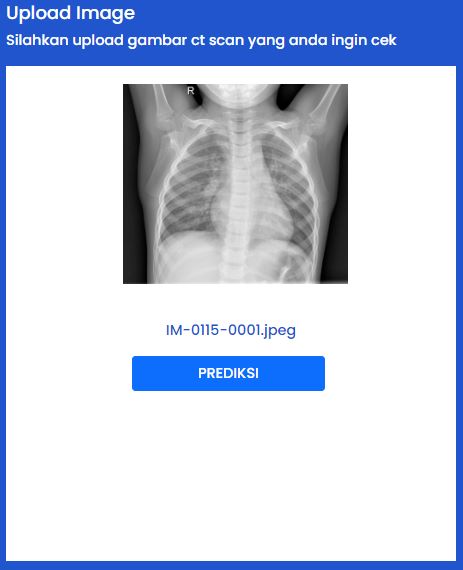 Upload Image
Silahkan upload gambar ct scan yang anda ingin cek
R
IM-0115-0001.jpeg
PREDIKSI